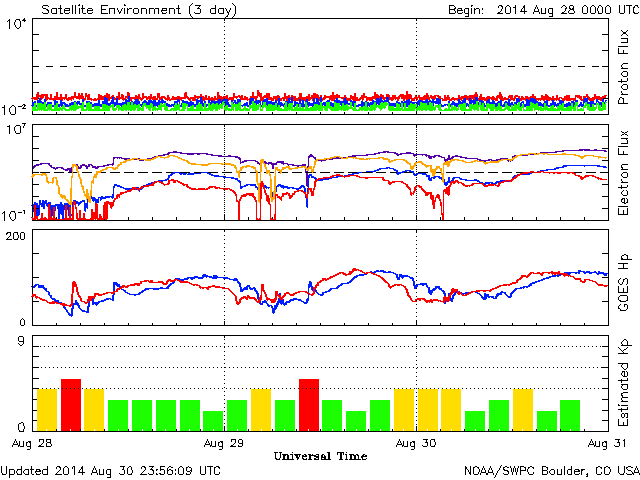 Satellite Environment (3 day) Begin: 2014 Aug 28 0000 UTC
10^4
10^-2
Proton Flux
10^7
10^-1
Electron Flux
200
0
GOES Hp
9
0
Estimated Kp
Aug 28 Aug 29 Aug 30 Aug 31
Universal Time
Updated 2014 Aug 30 23:56:09 UTC NOAA/SWPC Boulder, CO USA